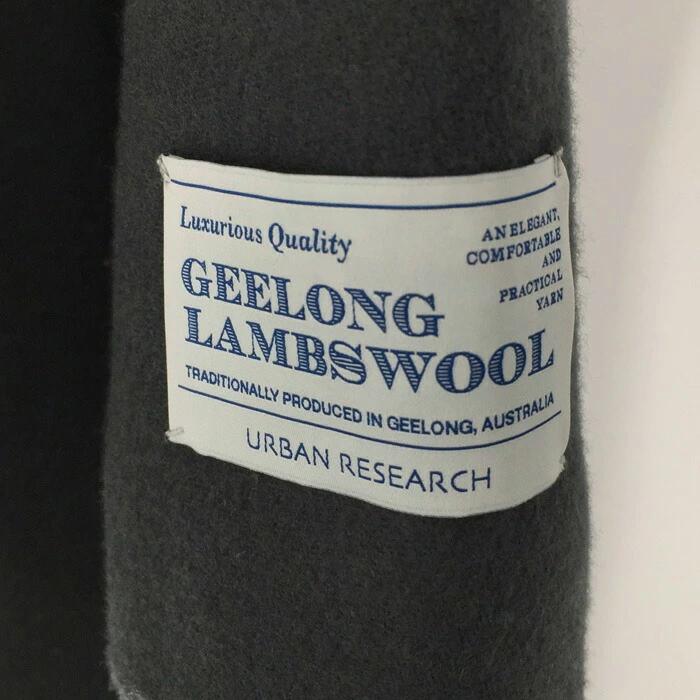 Luxurious Quality
AN ELEGANT,
COMFORTABLE
AND
PRACTICAL
YARN
GEELONG
LAMBSWOOL
TRADITIONALLY PRODUCED IN GEELONG, AUSTRALIA
URBAN RESEARCH